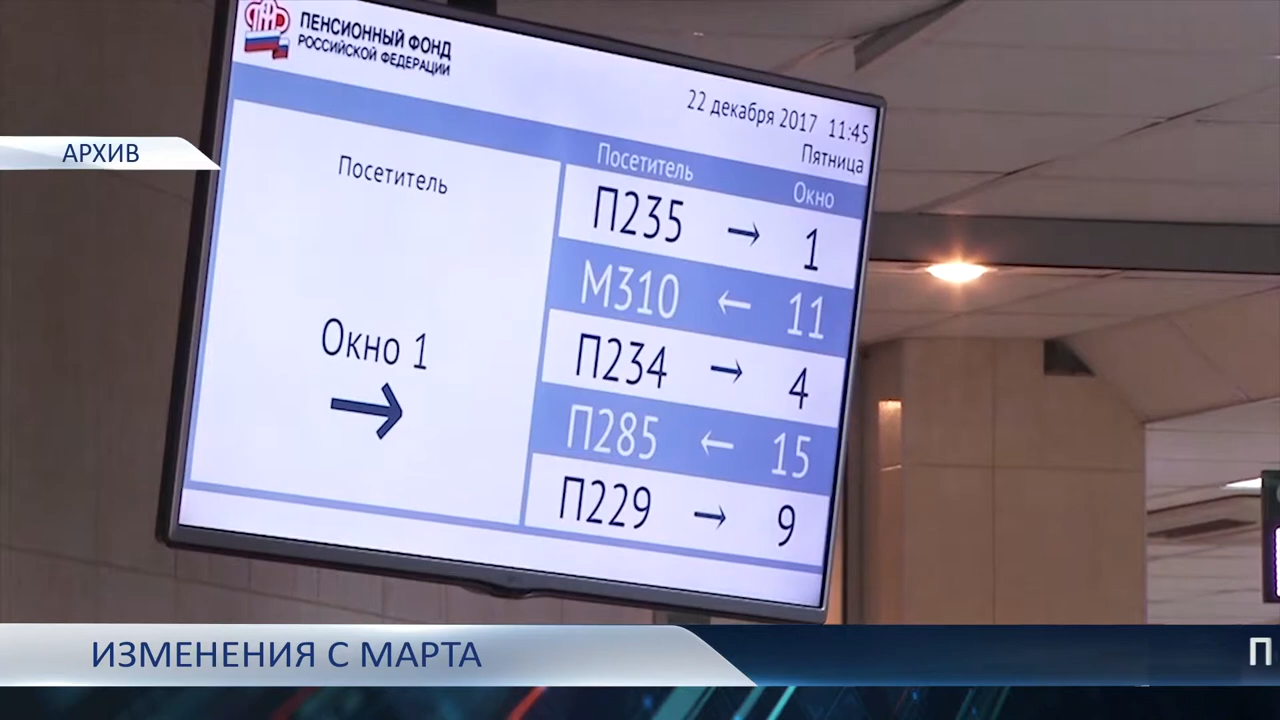 ПЕНСИОННЫЙ ФОНД
РОССИЙСКОЙ ФЕДЕРАЦИИ
22 декабря 2017 11:45
Пятница
АРХИВ
Посетитель
Окно 1
→
Посетитель Окно
П235 → 1
М310 ← 11
П234 → 4
П285 ← 15
П229 → 9
ИЗМЕНЕНИЯ С МАРТА
П